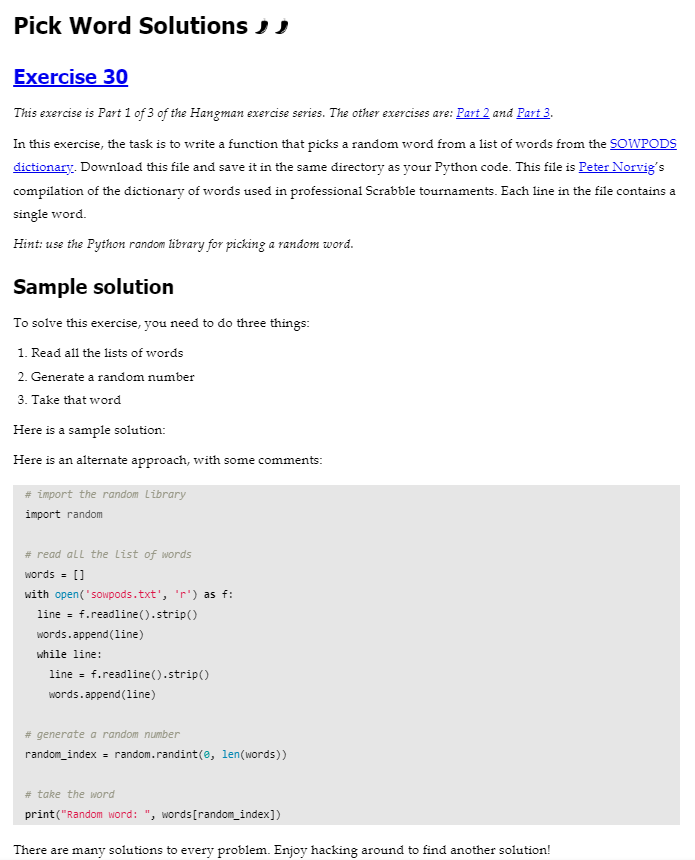 Pick Word Solutions
Exercise 30
This exercise is Part 1 of 3 of the Hangman exercise series. The other exercises are: Part 2 and Part 3.
In this exercise, the task is to write a function that picks a random word from a list of words from the SOWPODS
dictionary. Download this file and save it in the same directory as your Python code. This file is Peter Norvig's
compilation of the dictionary of words used in professional Scrabble tournaments. Each line in the file contains a
single word.
Hint: use the Python random library for picking a random word.
Sample solution
To solve this exercise, you need to do three things:
1. Read all the lists of words
2. Generate a random number
3. Take that word
Here is a sample solution:
Here is an alternate approach, with some comments:
# import the random library
import random
# read all the list of words
words = []
with open('sowpods.txt', 'r') as f:
  line = f.readline().strip()
  words.append(line)
  while line:
    line = f.readline().strip()
    words.append(line)
# generate a random number
random_index = random.randint(0, len(words))
# take the word
print("Random word: ", words[random_index])
There are many solutions to every problem. Enjoy hacking around to find another solution!